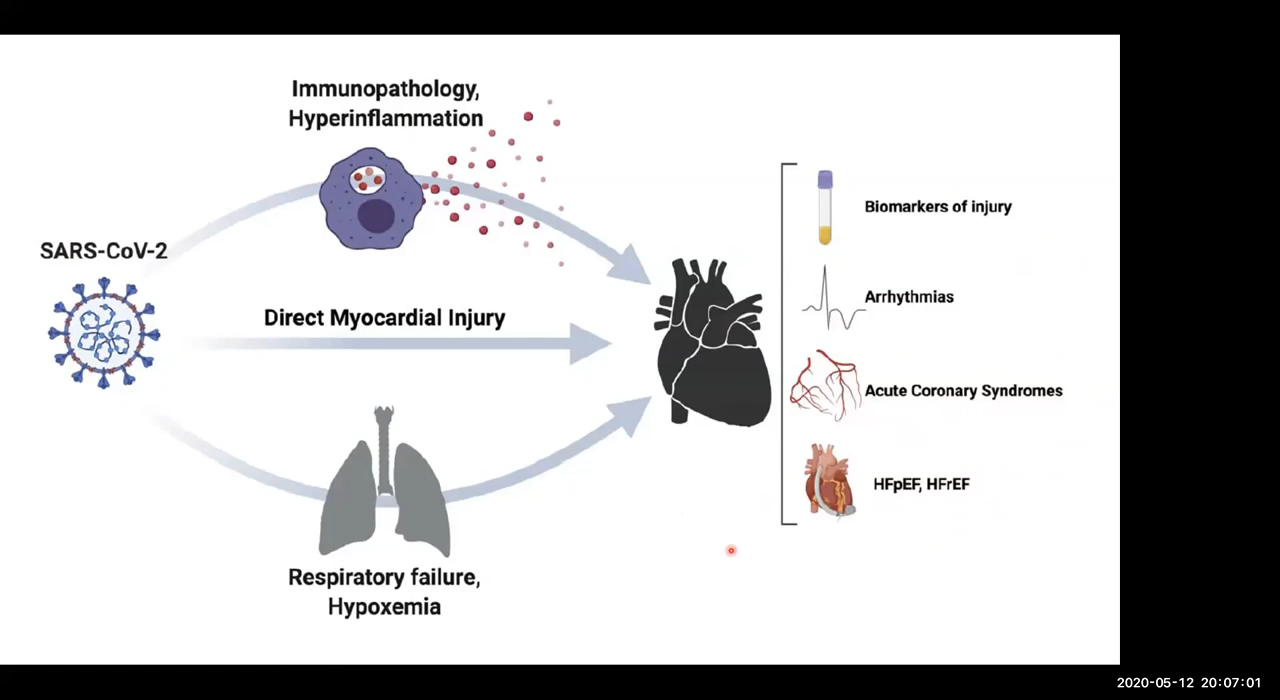 Immunopathology,
Hyperinflammation
SARS-CoV-2
Direct Myocardial Injury
Respiratory failure,
Hypoxemia
Biomarkers of injury
Arrhythmias
Acute Coronary Syndromes
HFpEF, HFrEF
2020-05-12 20:07:01